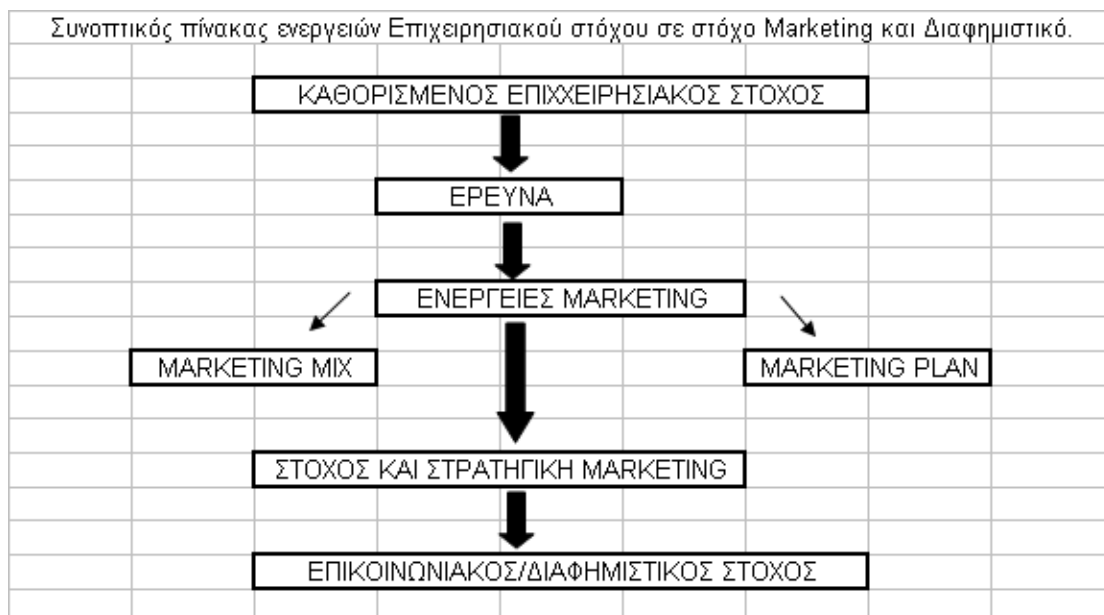 Συνοπτικός πίνακας ενεργειών Επιχειρησιακού στόχου σε στόχο Marketing και Διαφημιστικό.
ΚΑΘΟΡΙΣΜΕΝΟΣ ΕΠΙΧΧΕΙΡΗΣΙΑΚΟΣ ΣΤΟΧΟΣ
ΕΡΕΥΝΑ
ΕΝΕΡΓΕΙΕΣ MARKETING
MARKETING MIX
MARKETING PLAN
ΣΤΟΧΟΣ ΚΑΙ ΣΤΡΑΤΗΓΙΚΗ MARKETING
ΕΠΙΚΟΙΝΩΝΙΑΚΟΣ/ΔΙΑΦΗΜΙΣΤΙΚΟΣ ΣΤΟΧΟΣ